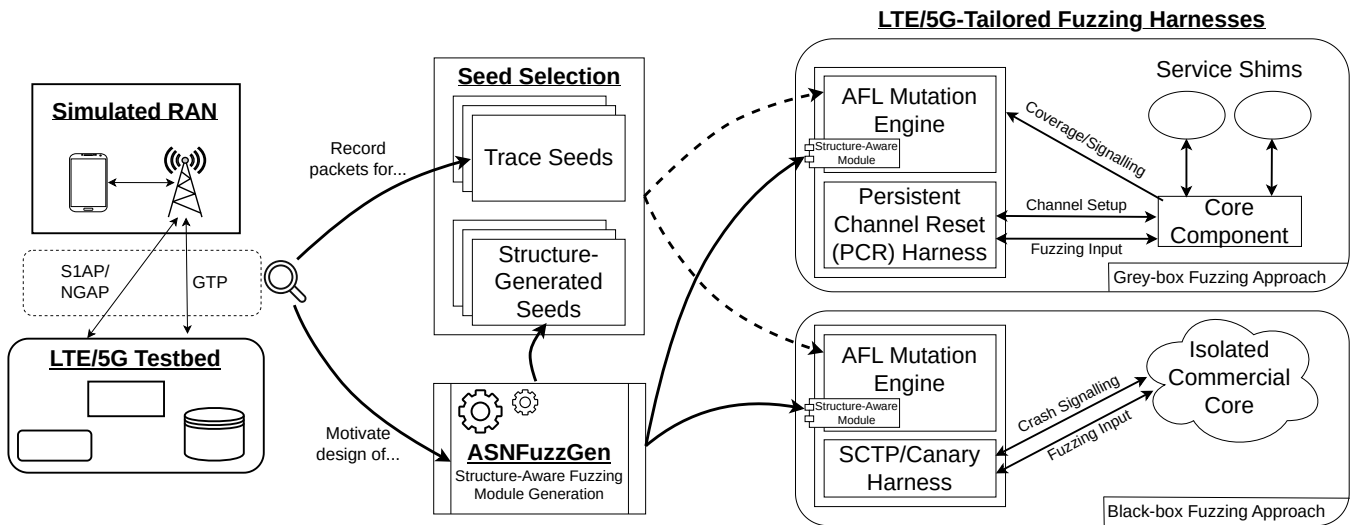 LTE/5G-Tailored Fuzzing Harnesses
Simulated RAN
S1AP/
NGAP
GTP
LTE/5G Testbed
Record
packets for...
Motivate
design of...
Seed Selection
Trace Seeds
Structure-
Generated
Seeds
ASNFuzzGen
Structure-Aware Fuzzing
Module Generation
AFL Mutation
Engine
Structure-Aware
Module
Persistent
Channel Reset
(PCR) Harness
Coverage/Signalling
Channel Setup
Fuzzing Input
Service Shims
Core
Component
Grey-box Fuzzing Approach
AFL Mutation
Engine
Structure-Aware
Module
SCTP/Canary
Harness
Crash Signalling
Fuzzing Input
Isolated
Commercial
Core
Black-box Fuzzing Approach